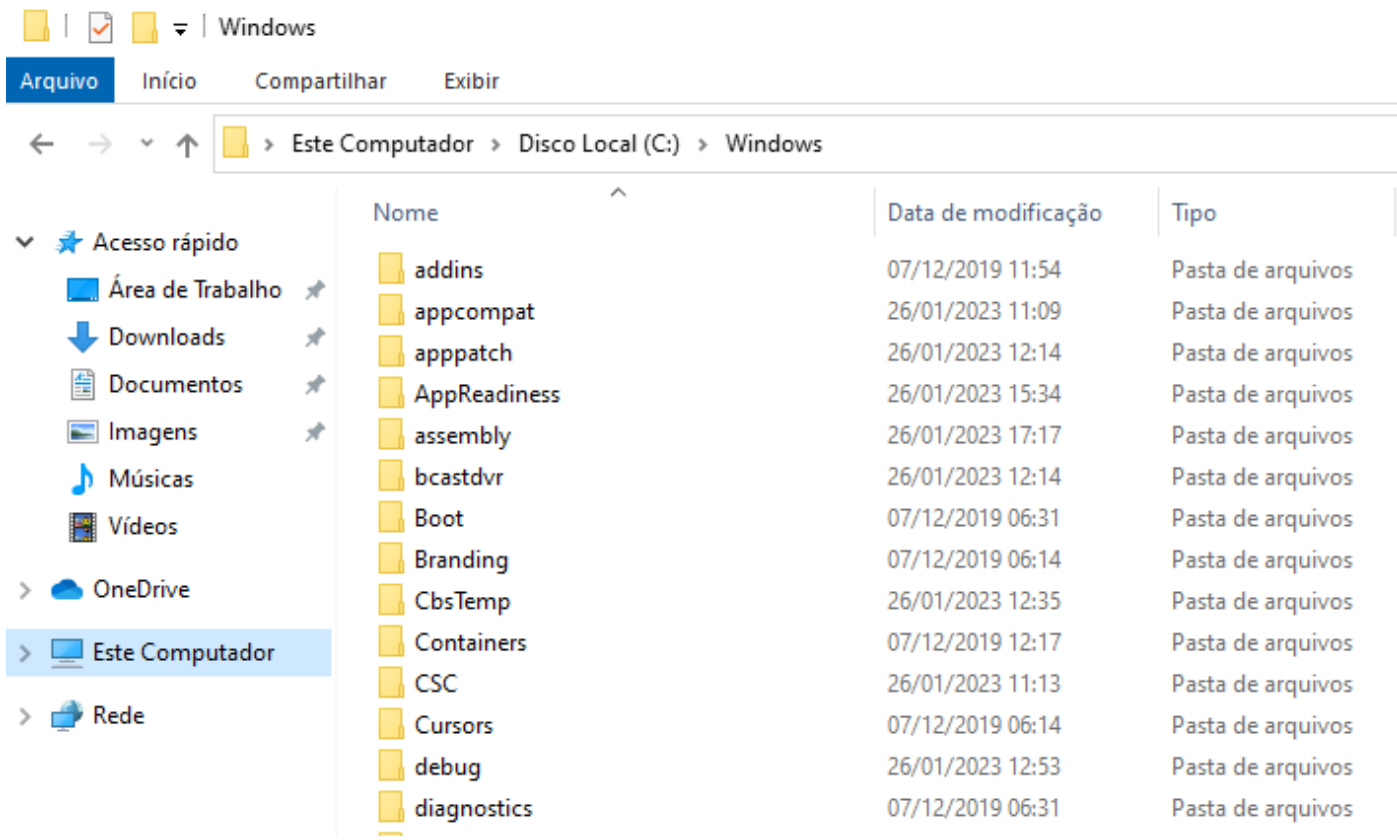 Windows
Arquivo Início Compartilhar Exibir
Este Computador > Disco Local (C:) > Windows
Nome Data de modificação Tipo
Acesso rápido
Área de Trabalho
Downloads
Documentos
Imagens
Músicas
Vídeos
OneDrive
Este Computador
Rede
addins 07/12/2019 11:54 Pasta de arquivos
appcompat 26/01/2023 11:09 Pasta de arquivos
apppatch 26/01/2023 12:14 Pasta de arquivos
AppReadiness 26/01/2023 15:34 Pasta de arquivos
assembly 26/01/2023 17:17 Pasta de arquivos
bcastdvr 26/01/2023 12:14 Pasta de arquivos
Boot 07/12/2019 06:31 Pasta de arquivos
Branding 07/12/2019 06:14 Pasta de arquivos
CbsTemp 26/01/2023 12:35 Pasta de arquivos
Containers 07/12/2019 12:17 Pasta de arquivos
CSC 26/01/2023 11:13 Pasta de arquivos
Cursors 07/12/2019 06:14 Pasta de arquivos
debug 26/01/2023 12:53 Pasta de arquivos
diagnostics 07/12/2019 06:31 Pasta de arquivos